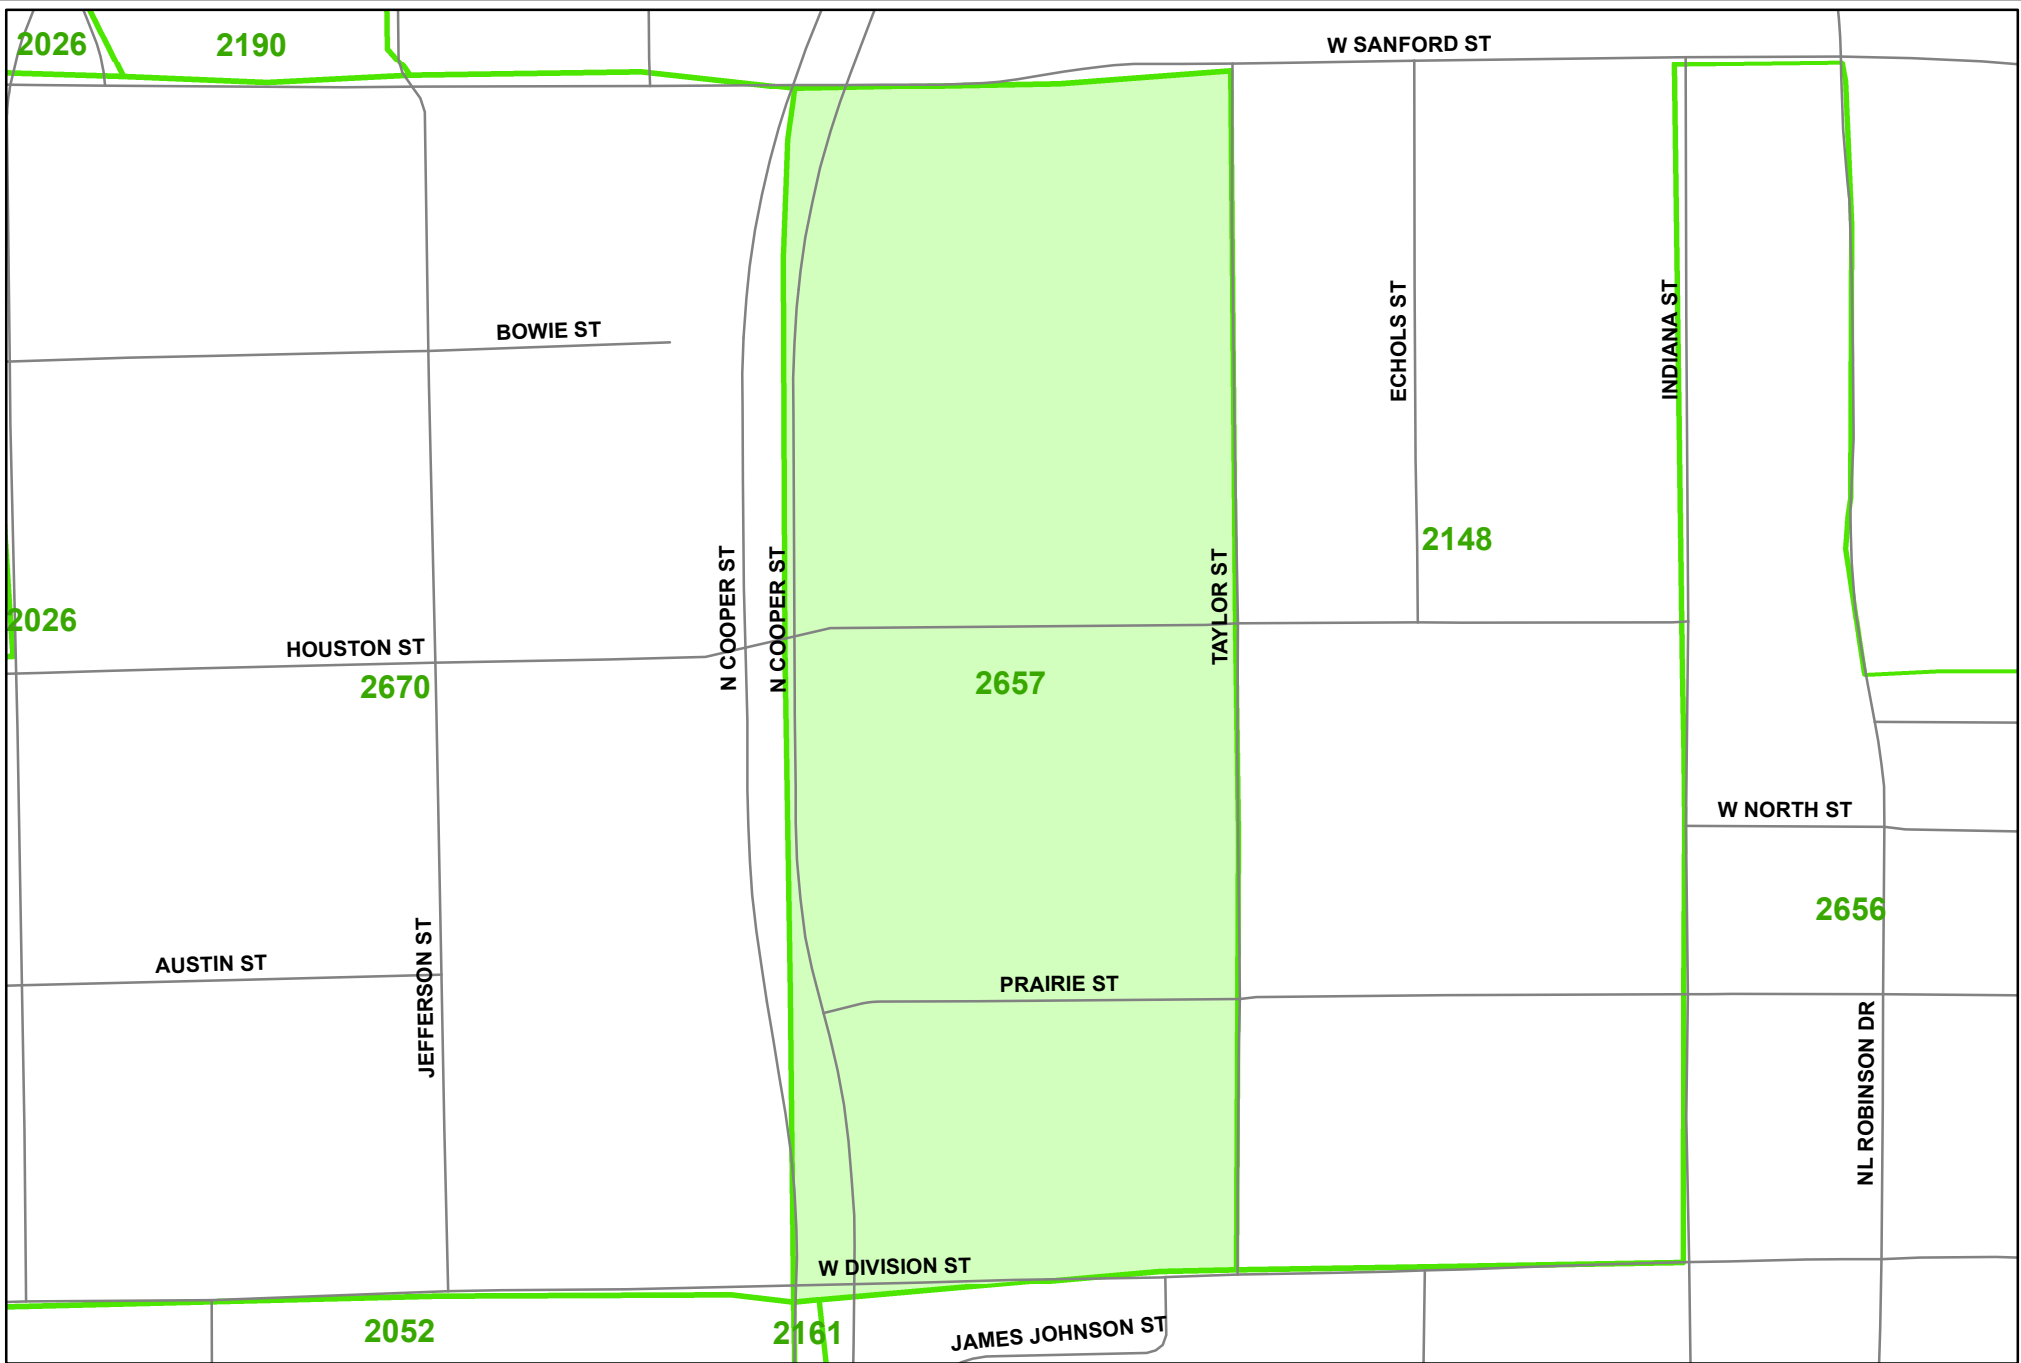 2026
2190
W SANFORD ST
BOWIE ST
ECHOLS ST
INDIANA ST
2148
N COOPER ST
N COOPER ST
TAYLOR ST
2026
HOUSTON ST
2670
2657
W NORTH ST
2656
AUSTIN ST
JEFFERSON ST
PRAIRIE ST
NL ROBINSON DR
W DIVISION ST
2052
2161
JAMES JOHNSON ST